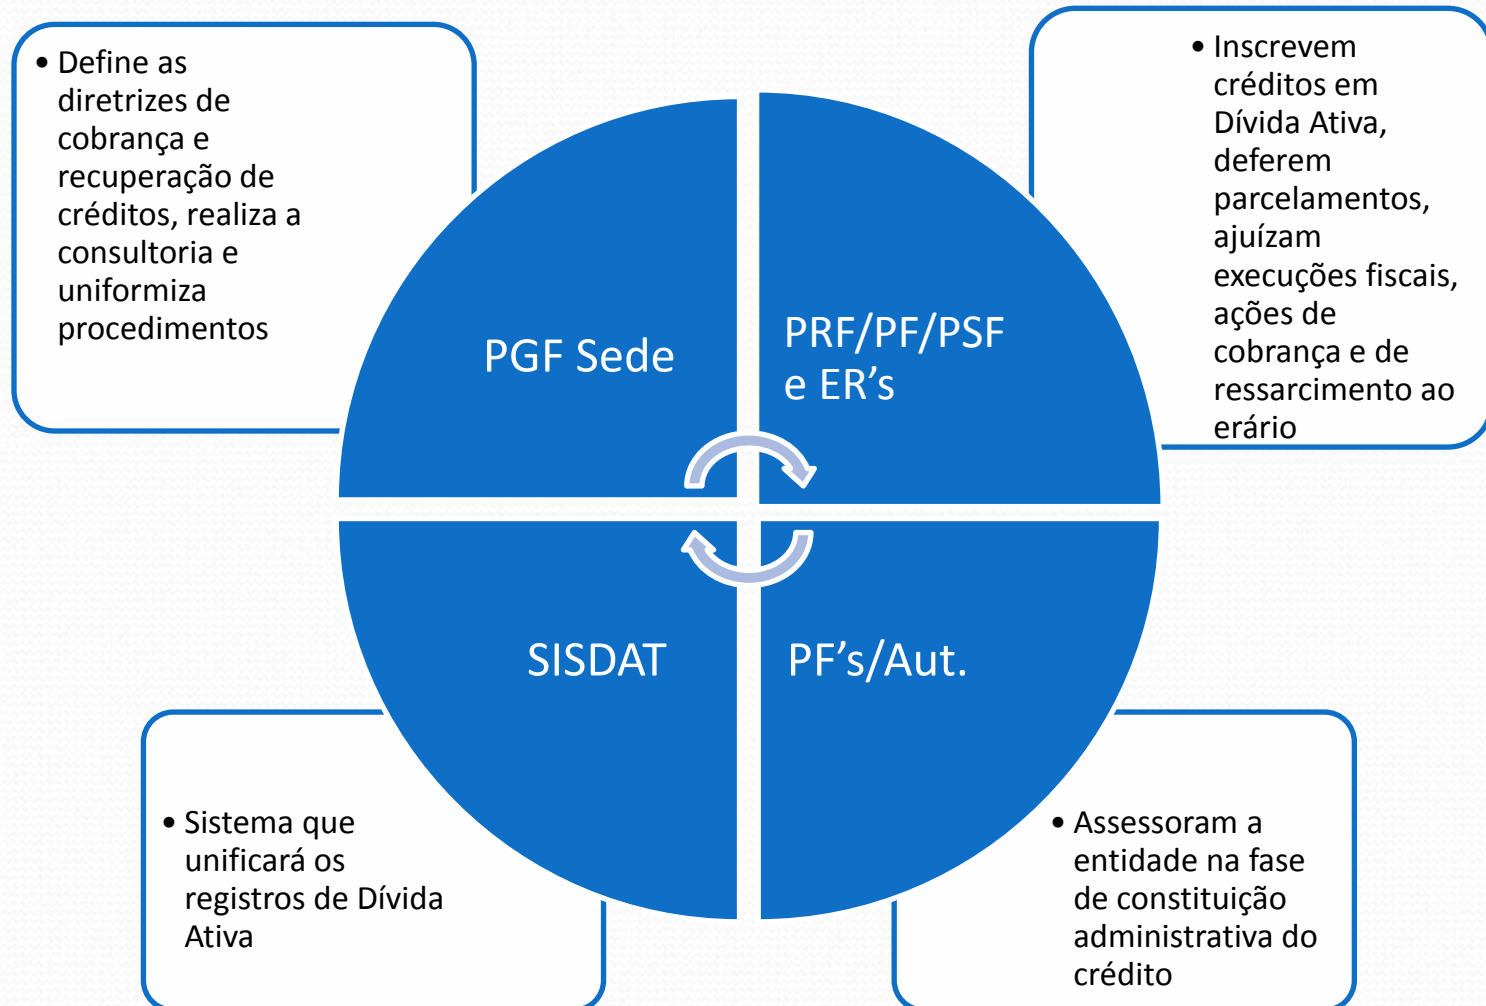 • Define as
diretrizes de
cobrança e
recuperação de
créditos, realiza a
consultoria e
uniformiza
procedimentos
• Inscrevem
créditos em
Dívida Ativa,
deferem
parcelamentos,
ajuízam
execuções fiscais,
ações de
cobrança e de
ressarcimento ao
erário
PGF Sede
PRF/PF/PSF
e ER’s
SISDAT
PF’s/Aut.
• Sistema que
unificará os
registros de Dívida
Ativa
• Assessoram a
entidade na fase
de constituição
administrativa do
crédito